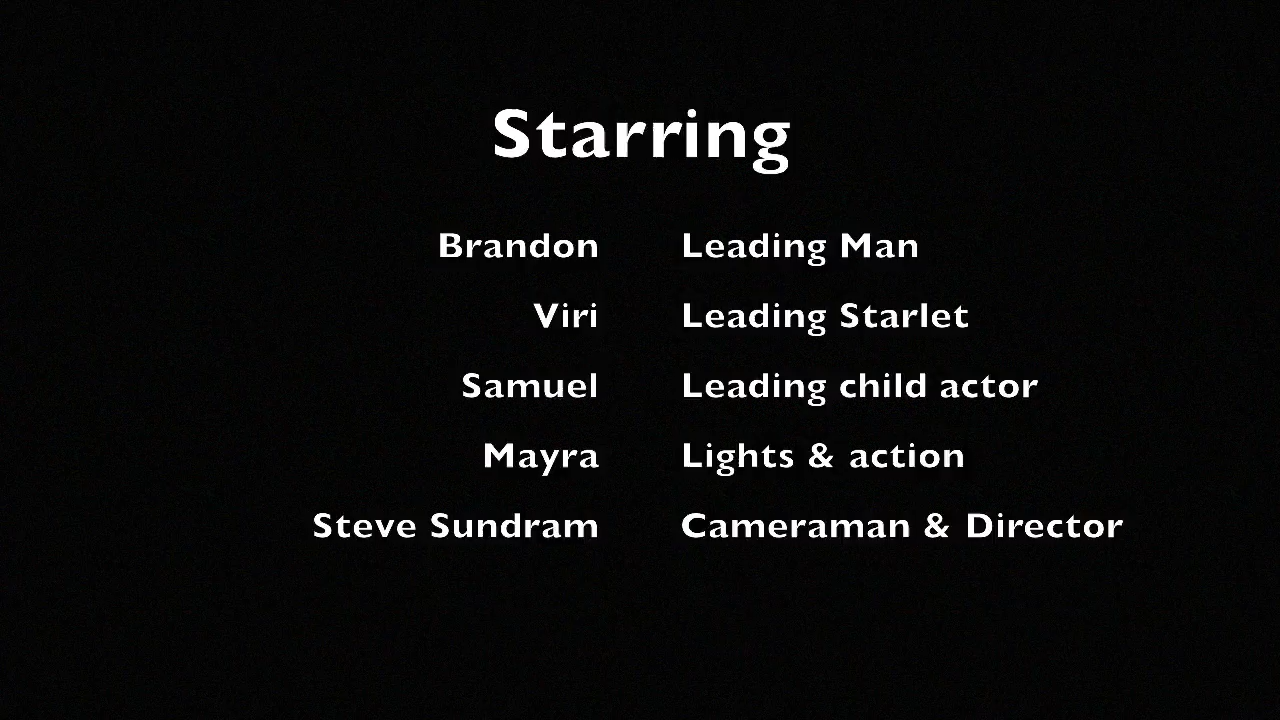 Starring
Brandon Leading Man
Viri Leading Starlet
Samuel Leading child actor
Mayra Lights & action
Steve Sundram Cameraman & Director